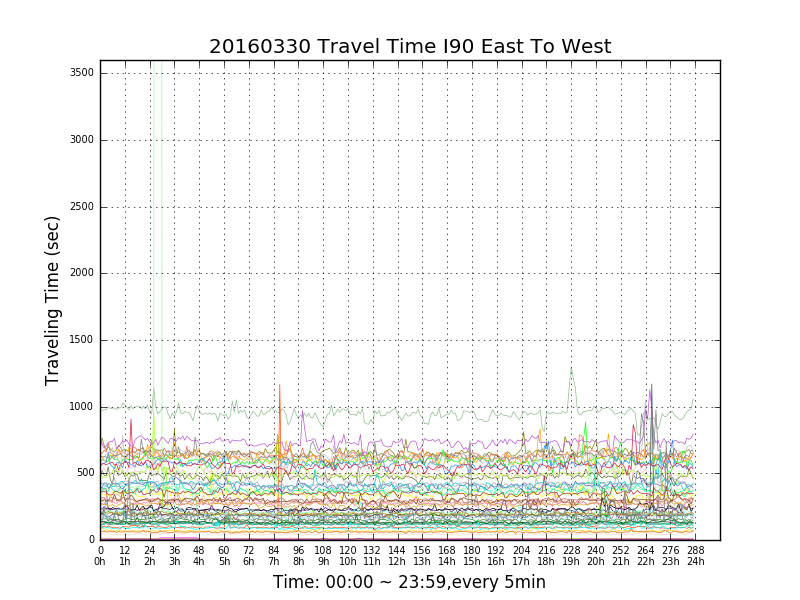 20160330 Travel Time I90 East To West
Traveling Time (sec)
3500
3000
2500
2000
1500
1000
500
0
0 12 24 36 48 60 72 84 96 108 120 132 144 156 168 180 192 204 216 228 240 252 264 276 288
0h 1h 2h 3h 4h 5h 6h 7h 8h 9h 10h 11h 12h 13h 14h 15h 16h 17h 18h 19h 20h 21h 22h 23h 24h
Time: 00:00 ~ 23:59,every 5min